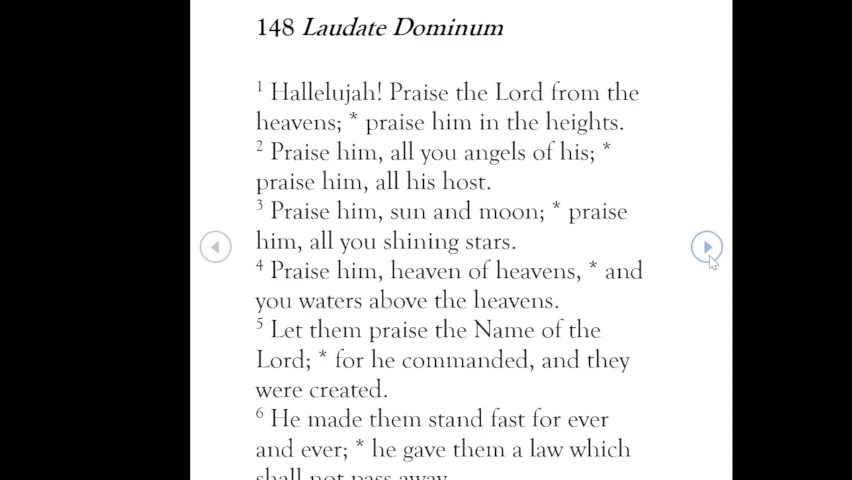 148 Laudate Dominum
1 Hallelujah! Praise the Lord from the
heavens; * praise him in the heights.
2 Praise him, all you angels of his; *
praise him, all his host.
3 Praise him, sun and moon; * praise
him, all you shining stars.
4 Praise him, heaven of heavens, * and
you waters above the heavens.
5 Let them praise the Name of the
Lord; * for he commanded, and they
were created.
6 He made them stand fast for ever
and ever; * he gave them a law which
shall not pass away.